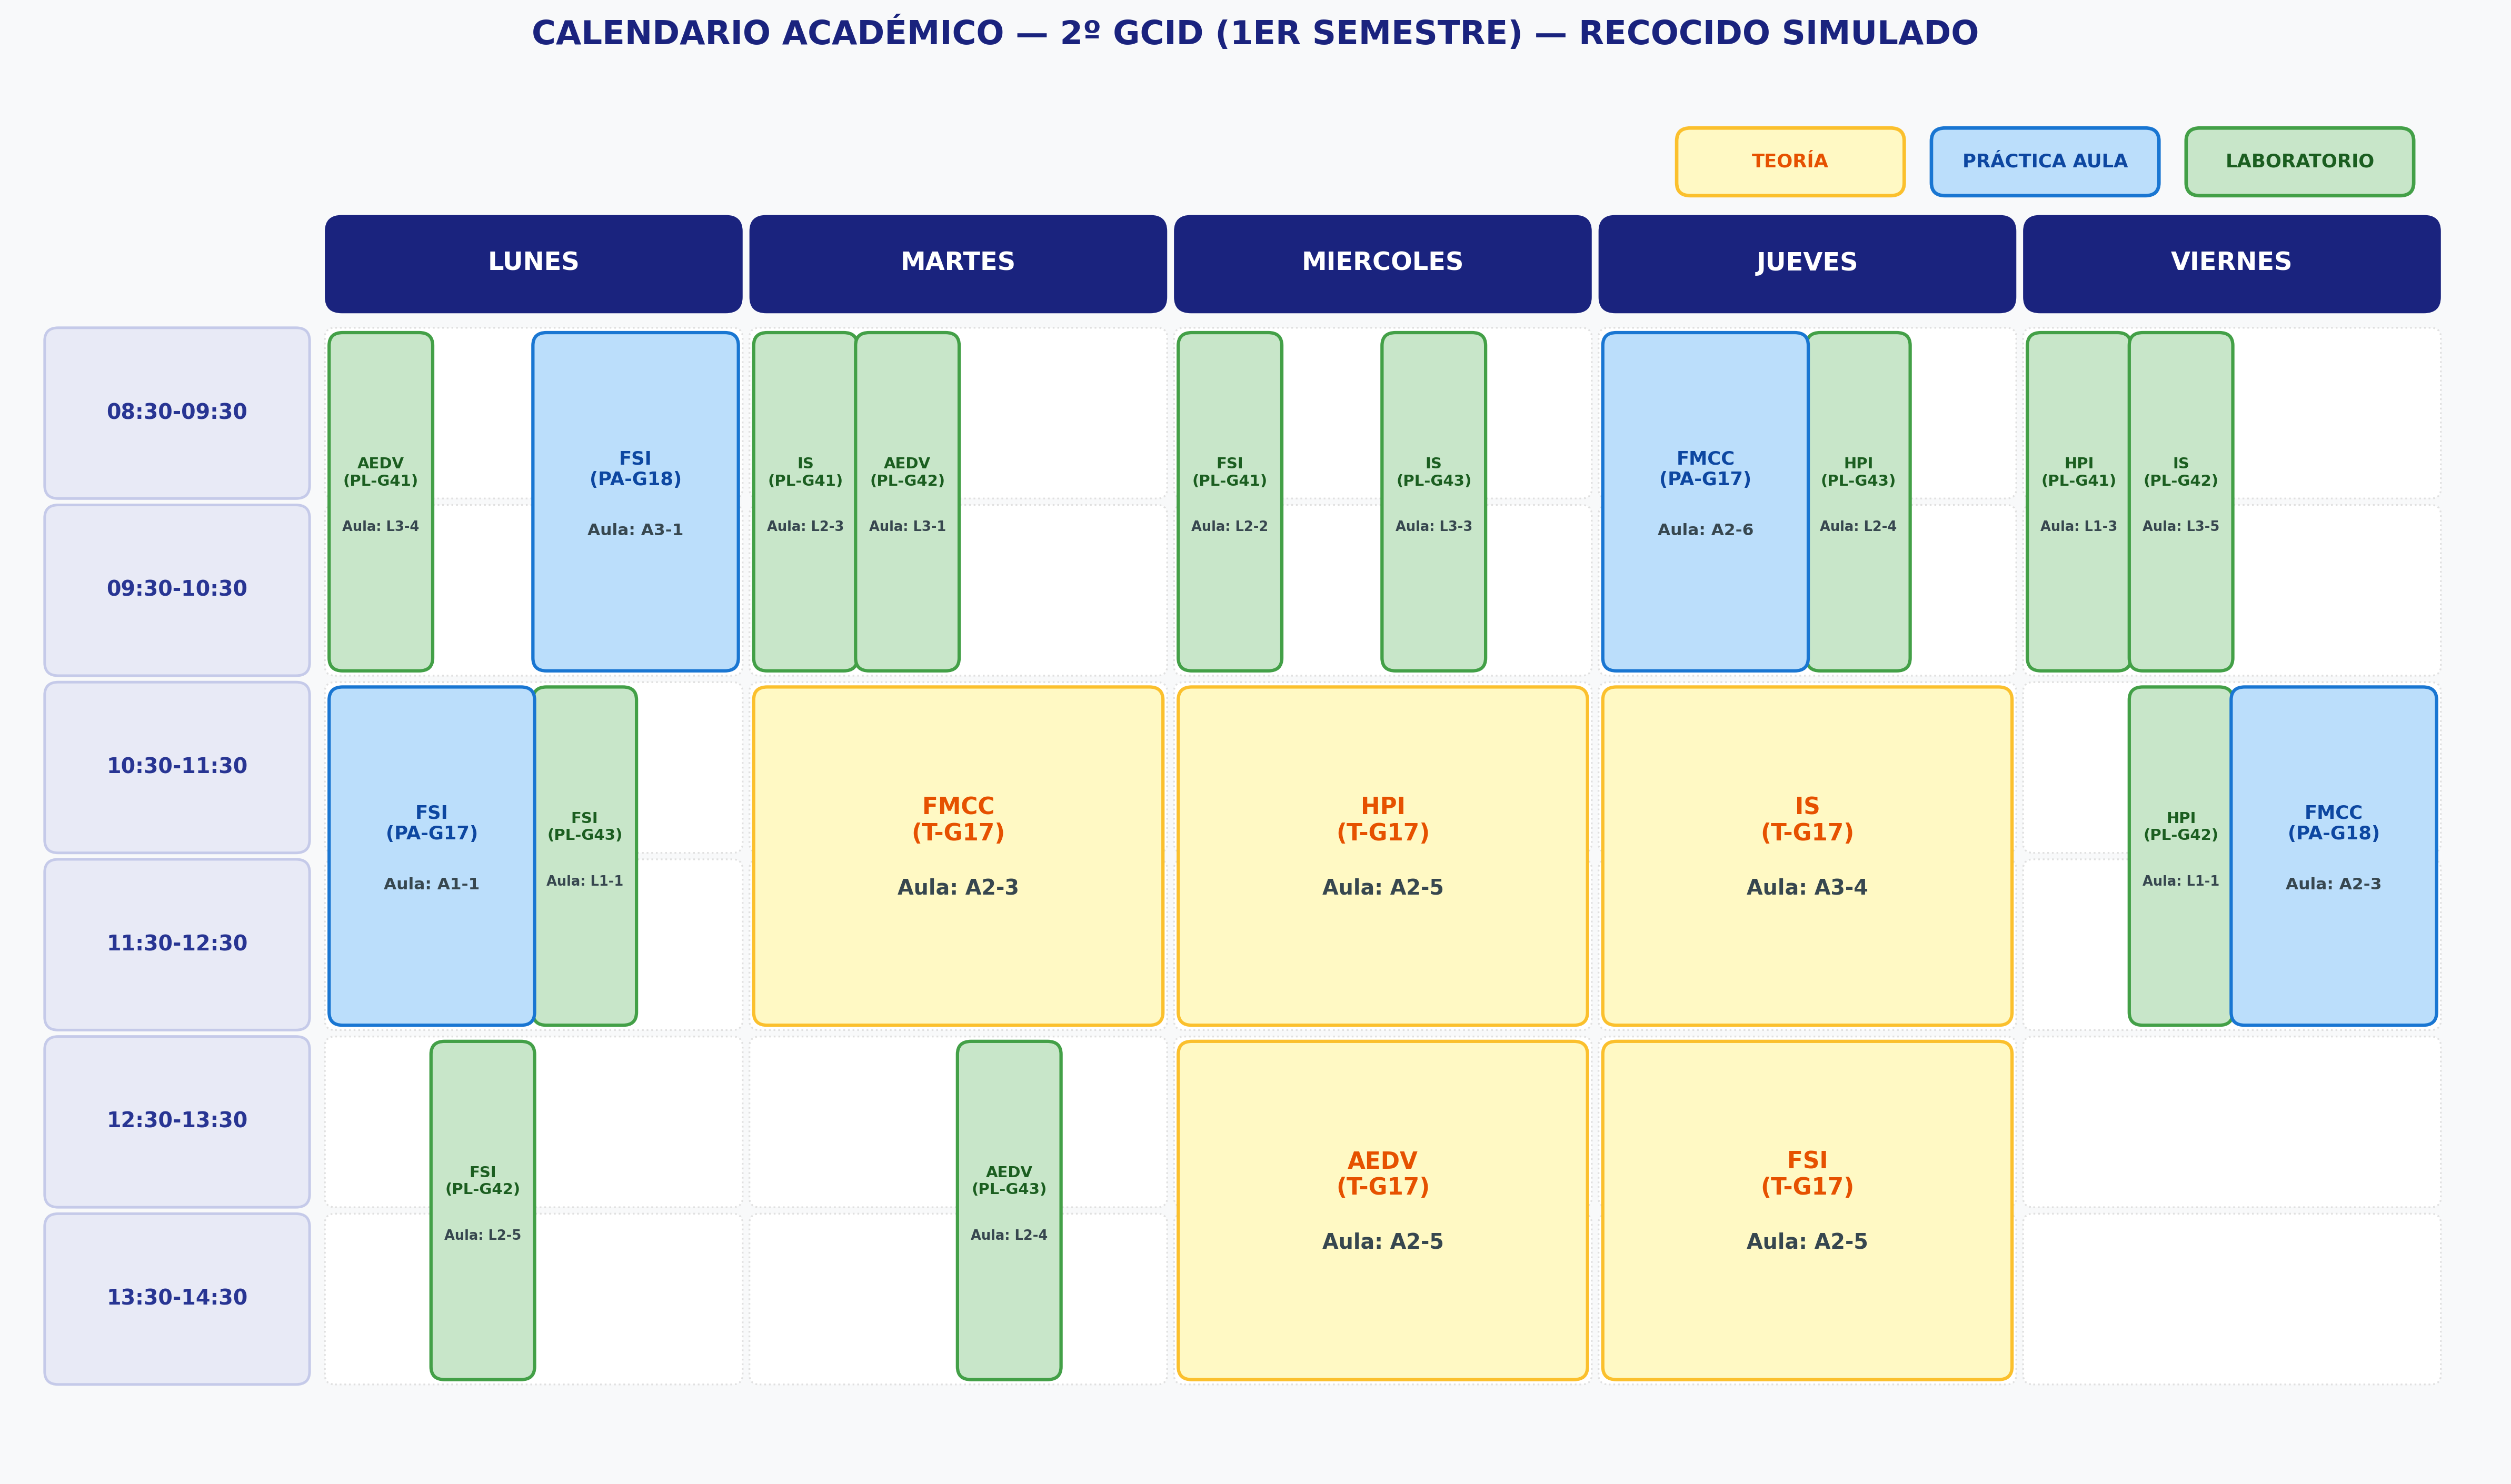 CALENDARIO ACADÉMICO — 2º GCID (1ER SEMESTRE) — RECOCIDO SIMULADO
TEORÍA
PRÁCTICA AULA
LABORATORIO
LUNES
MARTES
MIERCOLES
JUEVES
VIERNES
08:30-09:30
09:30-10:30
AEDV
(PL-G41)
Aula: L3-4
FSI
(PA-G18)
Aula: A3-1
IS
(PL-G41)
Aula: L2-3
AEDV
(PL-G42)
Aula: L3-1
FSI
(PL-G41)
Aula: L2-2
IS
(PL-G43)
Aula: L3-3
FMCC
(PA-G17)
Aula: A2-6
HPI
(PL-G43)
Aula: L2-4
HPI
(PL-G41)
Aula: L1-3
IS
(PL-G42)
Aula: L3-5
10:30-11:30
11:30-12:30
FSI
(PA-G17)
Aula: A1-1
FSI
(PL-G43)
Aula: L1-1
FMCC
(T-G17)
Aula: A2-3
HPI
(T-G17)
Aula: A2-5
IS
(T-G17)
Aula: A3-4
HPI
(PL-G42)
Aula: L1-1
FMCC
(PA-G18)
Aula: A2-3
12:30-13:30
13:30-14:30
FSI
(PL-G42)
Aula: L2-5
AEDV
(PL-G43)
Aula: L2-4
AEDV
(T-G17)
Aula: A2-5
FSI
(T-G17)
Aula: A2-5